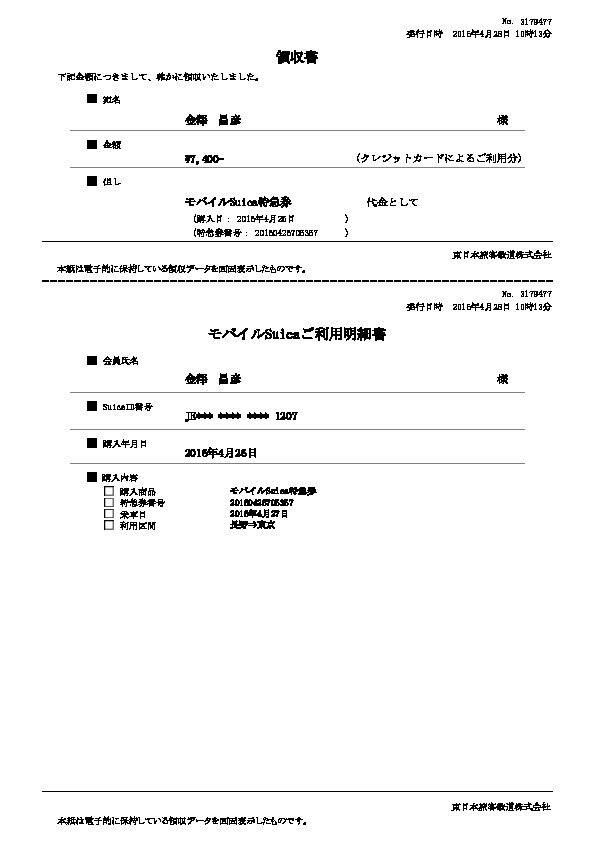 No. 3179477
発行日時 2016年4月28日 10時13分
領収書
下記金額につきまして、確かに領収いたしました。
■ 宛名
金澤 昌彦 様
■ 金額
¥7,400- (クレジットカードによるご利用分)
■ 但し
モバイルSuica特急券 代金として
(購入日: 2016年4月26日 )
(特急券番号: 20160426705357 )
東日本旅客鉄道株式会社
本紙は電子的に保持している領収データを画面表示したものです。
No. 3179477
発行日時 2016年4月28日 10時13分
モバイルSuicaご利用明細書
■ 会員氏名
金澤 昌彦 様
■ SuicaID番号
JE*** **** **** 1207
■ 購入年月日
2016年4月26日
■ 購入内容
□ 購入商品 モバイルSuica特急券
□ 特急券番号 20160426705357
□ 乗車日 2016年4月27日
□ 利用区間 長野⇒東京
東日本旅客鉄道株式会社
本紙は電子的に保持している領収データを画面表示したものです。